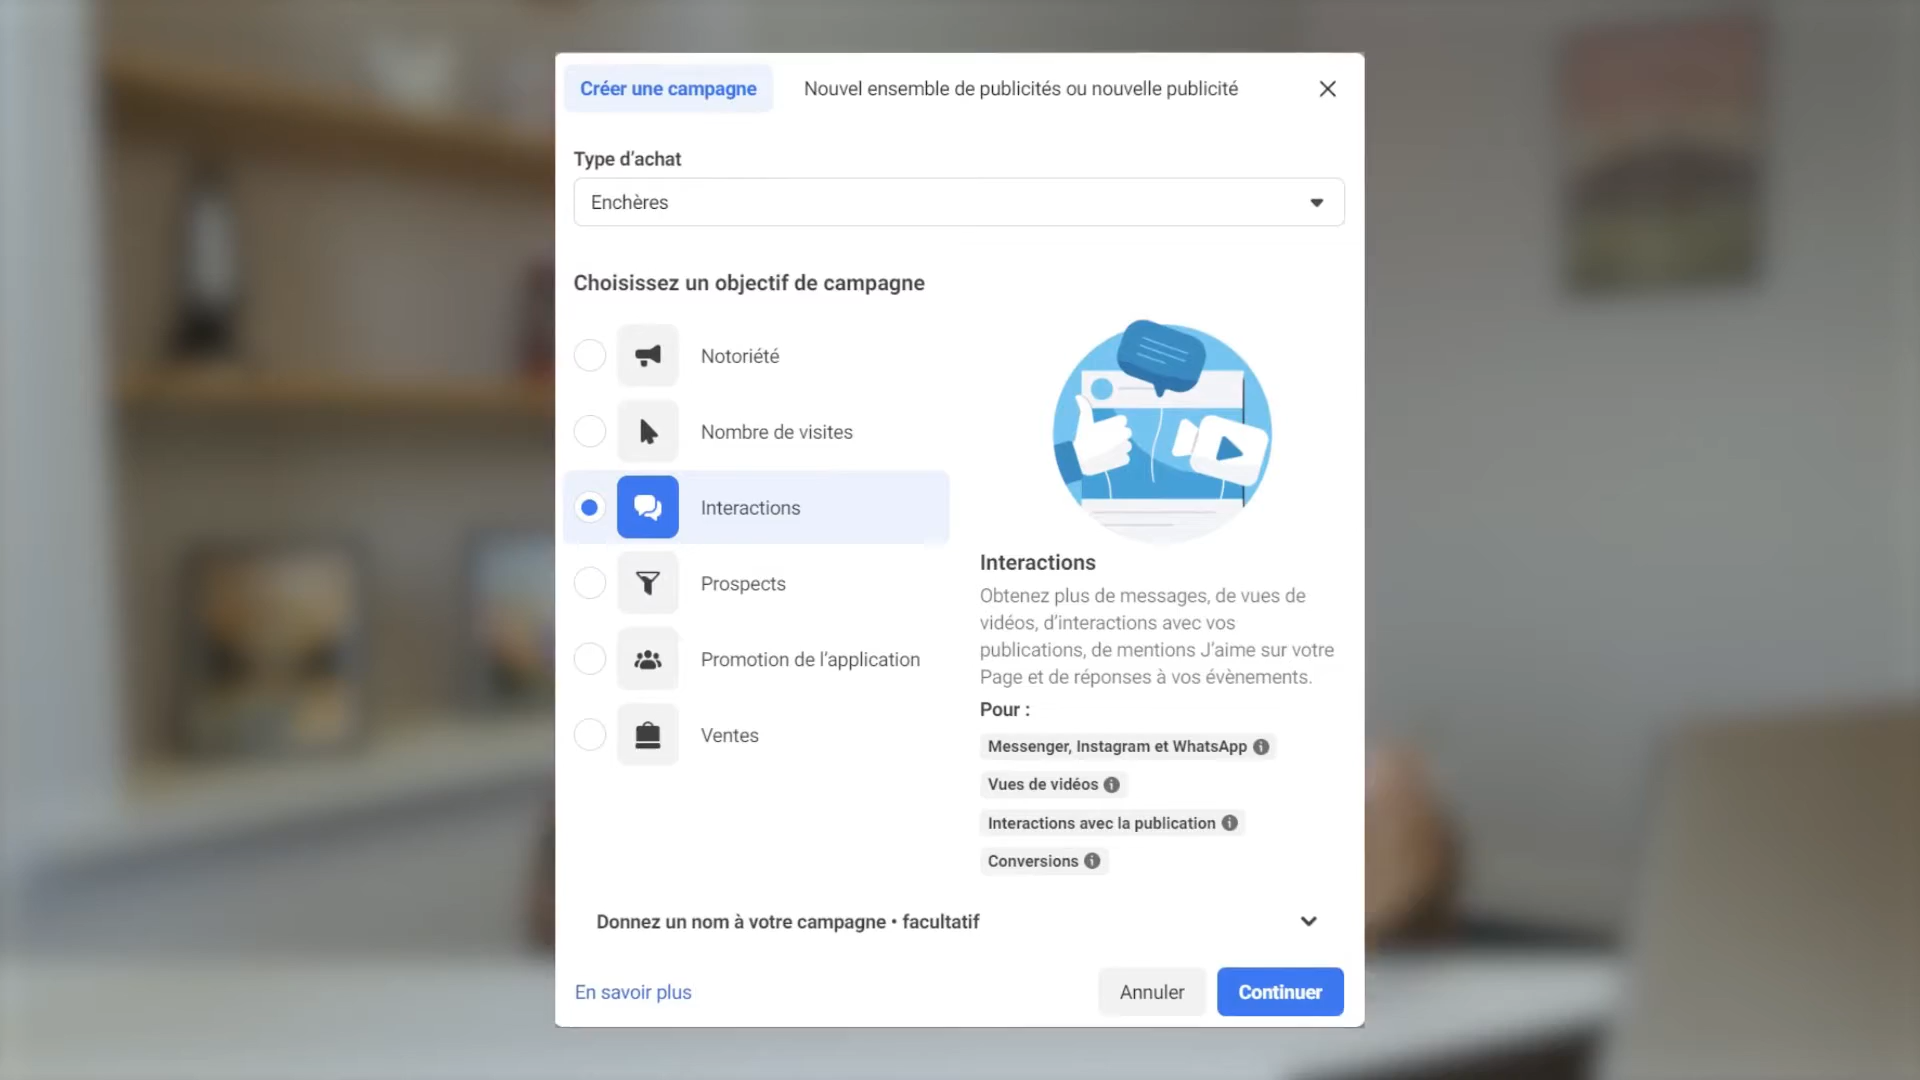 Créer une campagne
Nouvel ensemble de publicités ou nouvelle publicité
Type d’achat
Enchères
Choisissez un objectif de campagne
Notoriété
Nombre de visites
Interactions
Prospects
Promotion de l’application
Ventes
Interactions
Obtenez plus de messages, de vues de
vidéos, d’interactions avec vos
publications, de mentions J’aime sur votre
Page et de réponses à vos évènements.
Pour :
Messenger, Instagram et WhatsApp
Vues de vidéos
Interactions avec la publication
Conversions
Donnez un nom à votre campagne • facultatif
En savoir plus
Annuler
Continuer